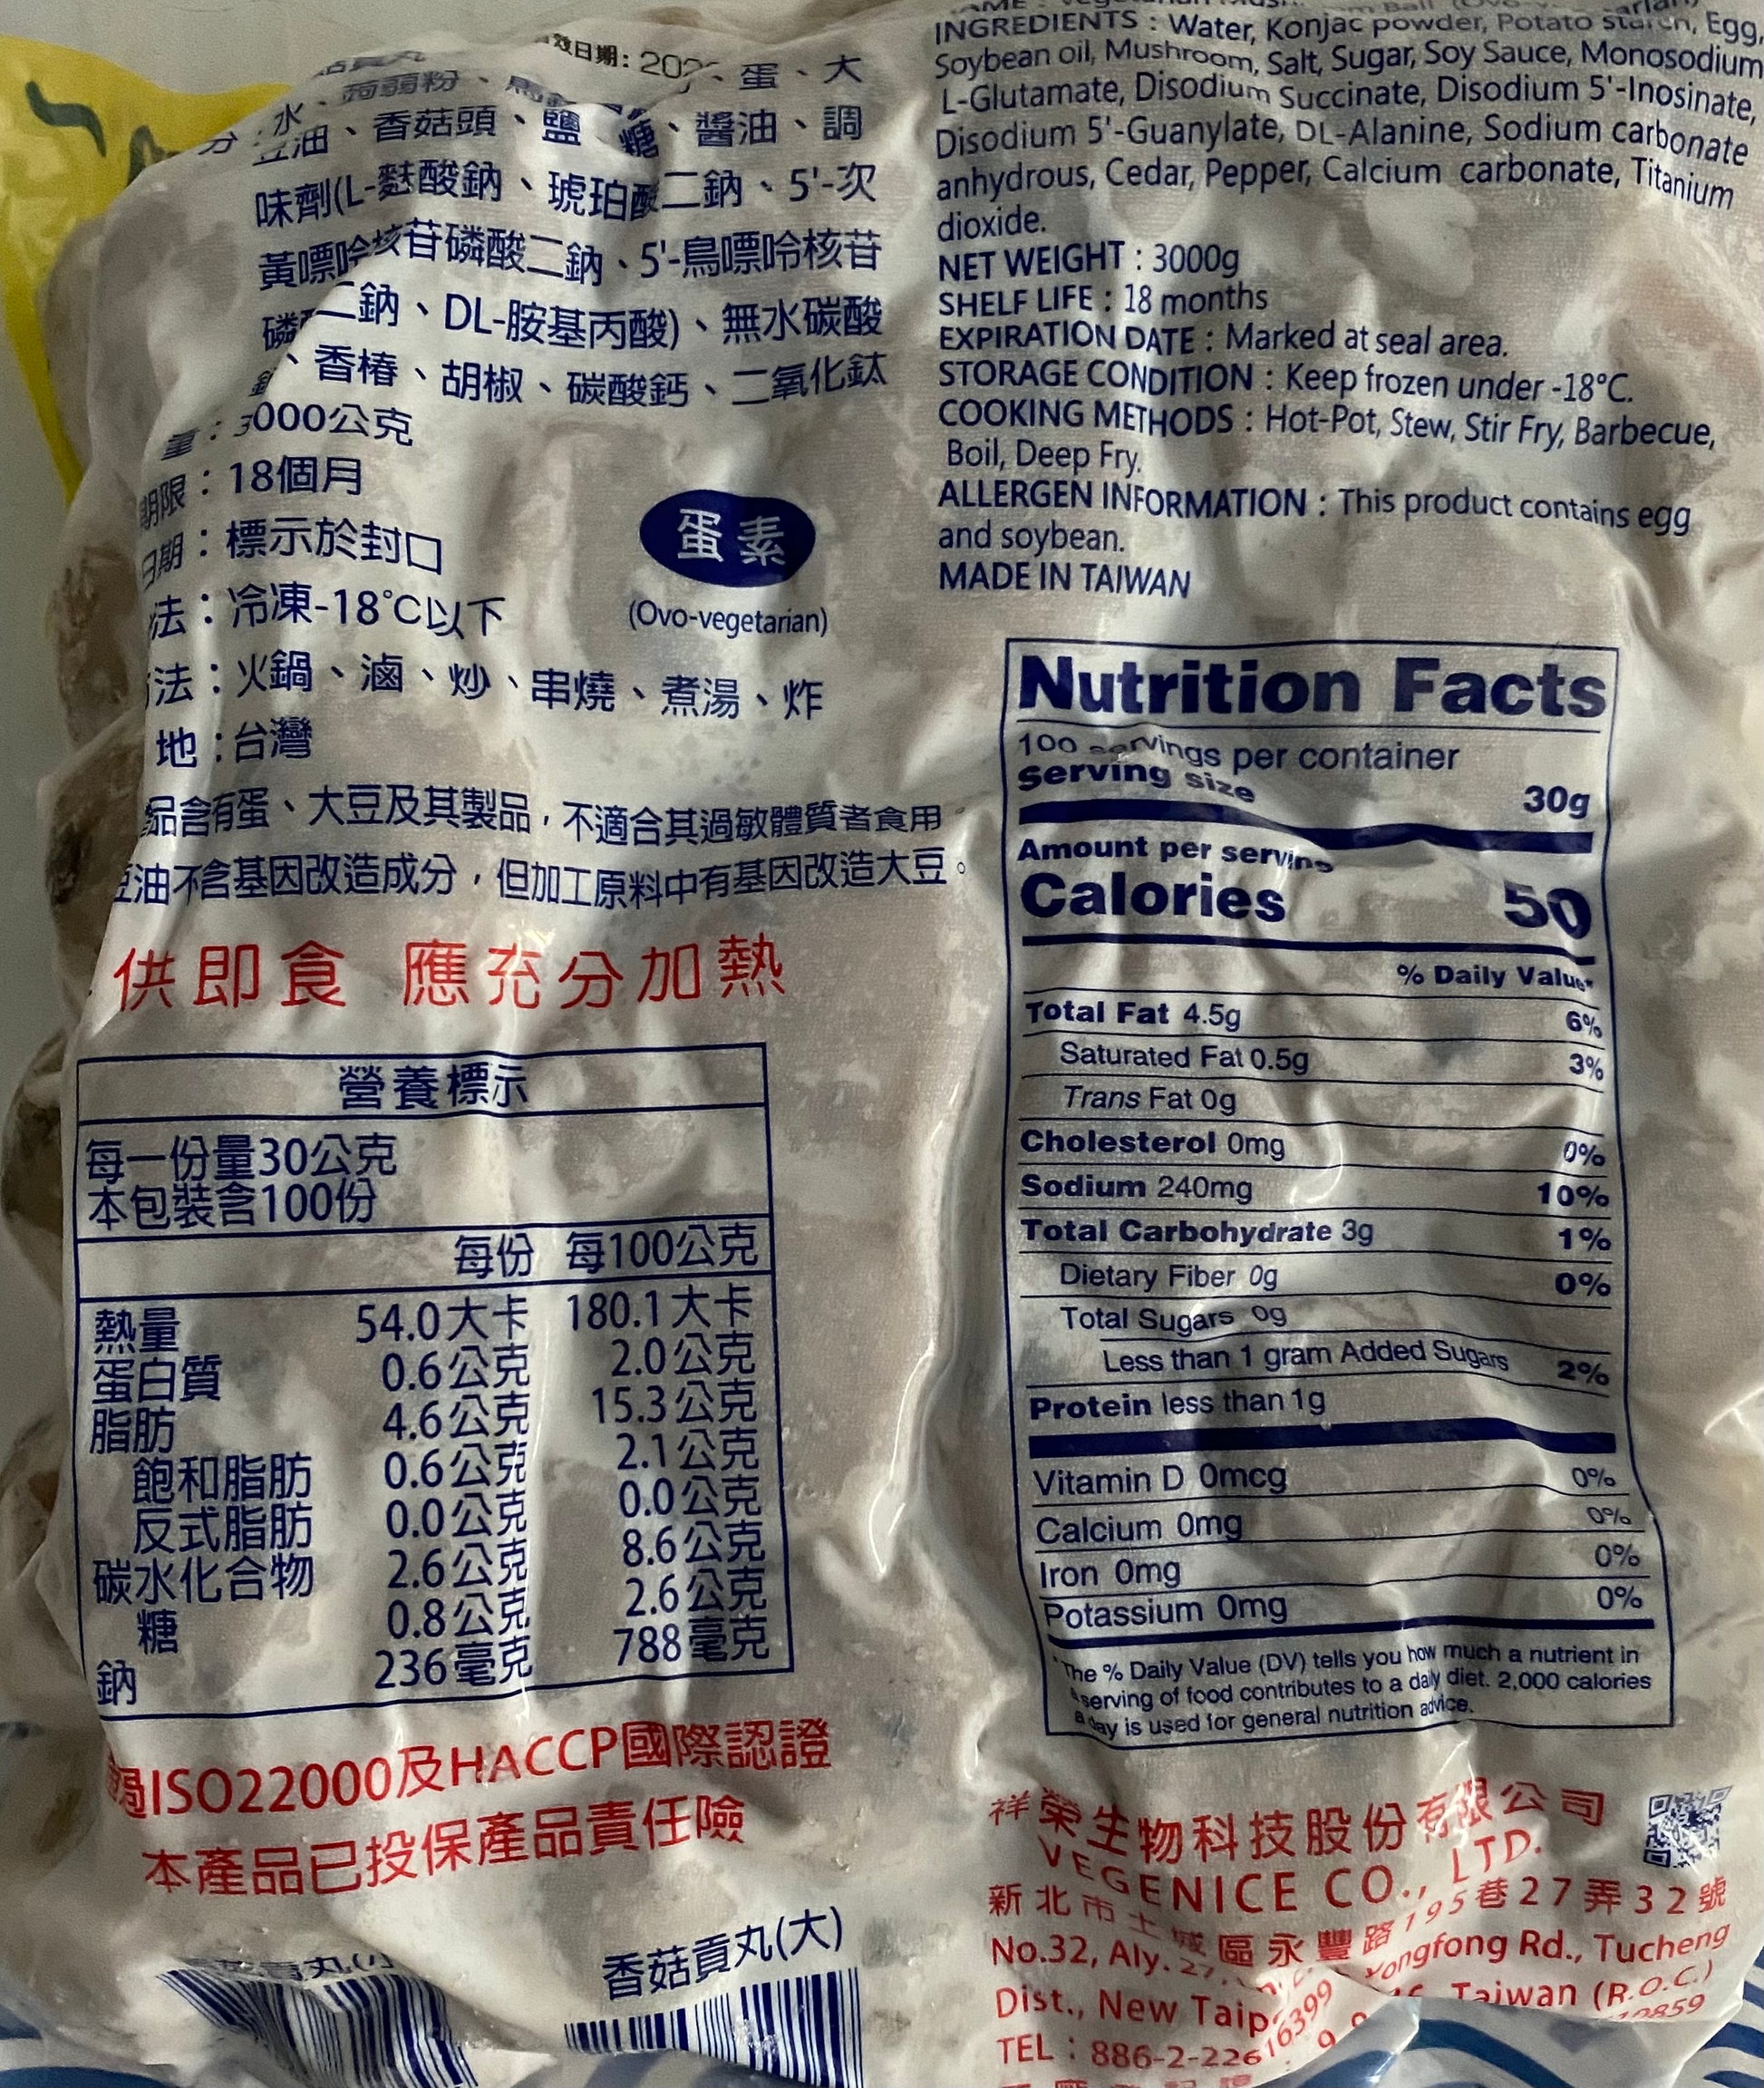 效日期: 202
分：水、蒟蒻粉、馬 、蛋、大
豆油、香菇頭、鹽、糖、醬油、調
味劑(L-麩酸鈉、琥珀酸二鈉、5'-次
黃嘌呤核苷磷酸二鈉、5'-鳥嘌呤核苷
磷 二鈉、DL-胺基丙酸)、無水碳酸
鈉、香椿、胡椒、碳酸鈣、二氧化鈦
量：3000公克
期限：18個月
日期：標示於封口
法：冷凍-18°C以下
方法：火鍋、滷、炒、串燒、煮湯、炸
地：台灣
蛋素
(Ovo-vegetarian)
品含有蛋、大豆及其製品，不適合其過敏體質者食用。
豆油不含基因改造成分，但加工原料中有基因改造大豆。
供即食 應充分加熱
營養標示
每一份量30公克
本包裝含100份
每份 每100公克
熱量 54.0大卡 180.1大卡
蛋白質 0.6公克 2.0公克
脂肪 4.6公克 15.3公克
飽和脂肪 0.6公克 2.1公克
反式脂肪 0.0公克 0.0公克
碳水化合物 2.6公克 8.6公克
糖 0.8公克 2.6公克
鈉 236毫克 788毫克
過ISO22000及HACCP國際認證
本產品已投保產品責任險
香菇貢丸(大)
INGREDIENTS : Water, Konjac powder, Potato starch, Egg,
Soybean oil, Mushroom, Salt, Sugar, Soy Sauce, Monosodium
L-Glutamate, Disodium Succinate, Disodium 5'-Inosinate,
Disodium 5'-Guanylate, DL-Alanine, Sodium carbonate
anhydrous, Cedar, Pepper, Calcium carbonate, Titanium
dioxide.
NET WEIGHT : 3000g
SHELF LIFE : 18 months
EXPIRATION DATE : Marked at seal area.
STORAGE CONDITION : Keep frozen under -18°C.
COOKING METHODS : Hot-Pot, Stew, Stir Fry, Barbecue,
Boil, Deep Fry.
ALLERGEN INFORMATION : This product contains egg
and soybean.
MADE IN TAIWAN
Nutrition Facts
100 servings per container
Serving size 30g
Amount per serving
Calories 50
% Daily Value*
Total Fat 4.5g 6%
Saturated Fat 0.5g 3%
Trans Fat 0g
Cholesterol 0mg 0%
Sodium 240mg 10%
Total Carbohydrate 3g 1%
Dietary Fiber 0g 0%
Total Sugars 0g
Less than 1 gram Added Sugars 2%
Protein less than 1g
Vitamin D 0mcg 0%
Calcium 0mg 0%
Iron 0mg 0%
Potassium 0mg 0%
*The % Daily Value (DV) tells you how much a nutrient in
a serving of food contributes to a daily diet. 2,000 calories
a day is used for general nutrition advice.
祥榮生物科技股份有限公司
VEGENICE CO., LTD.
新北市土城區永豐路195巷27弄32號
No.32, Aly. 27, Yongfong Rd., Tucheng
Dist., New Taip Taiwan (R.O.C.)
TEL : 886-2-226